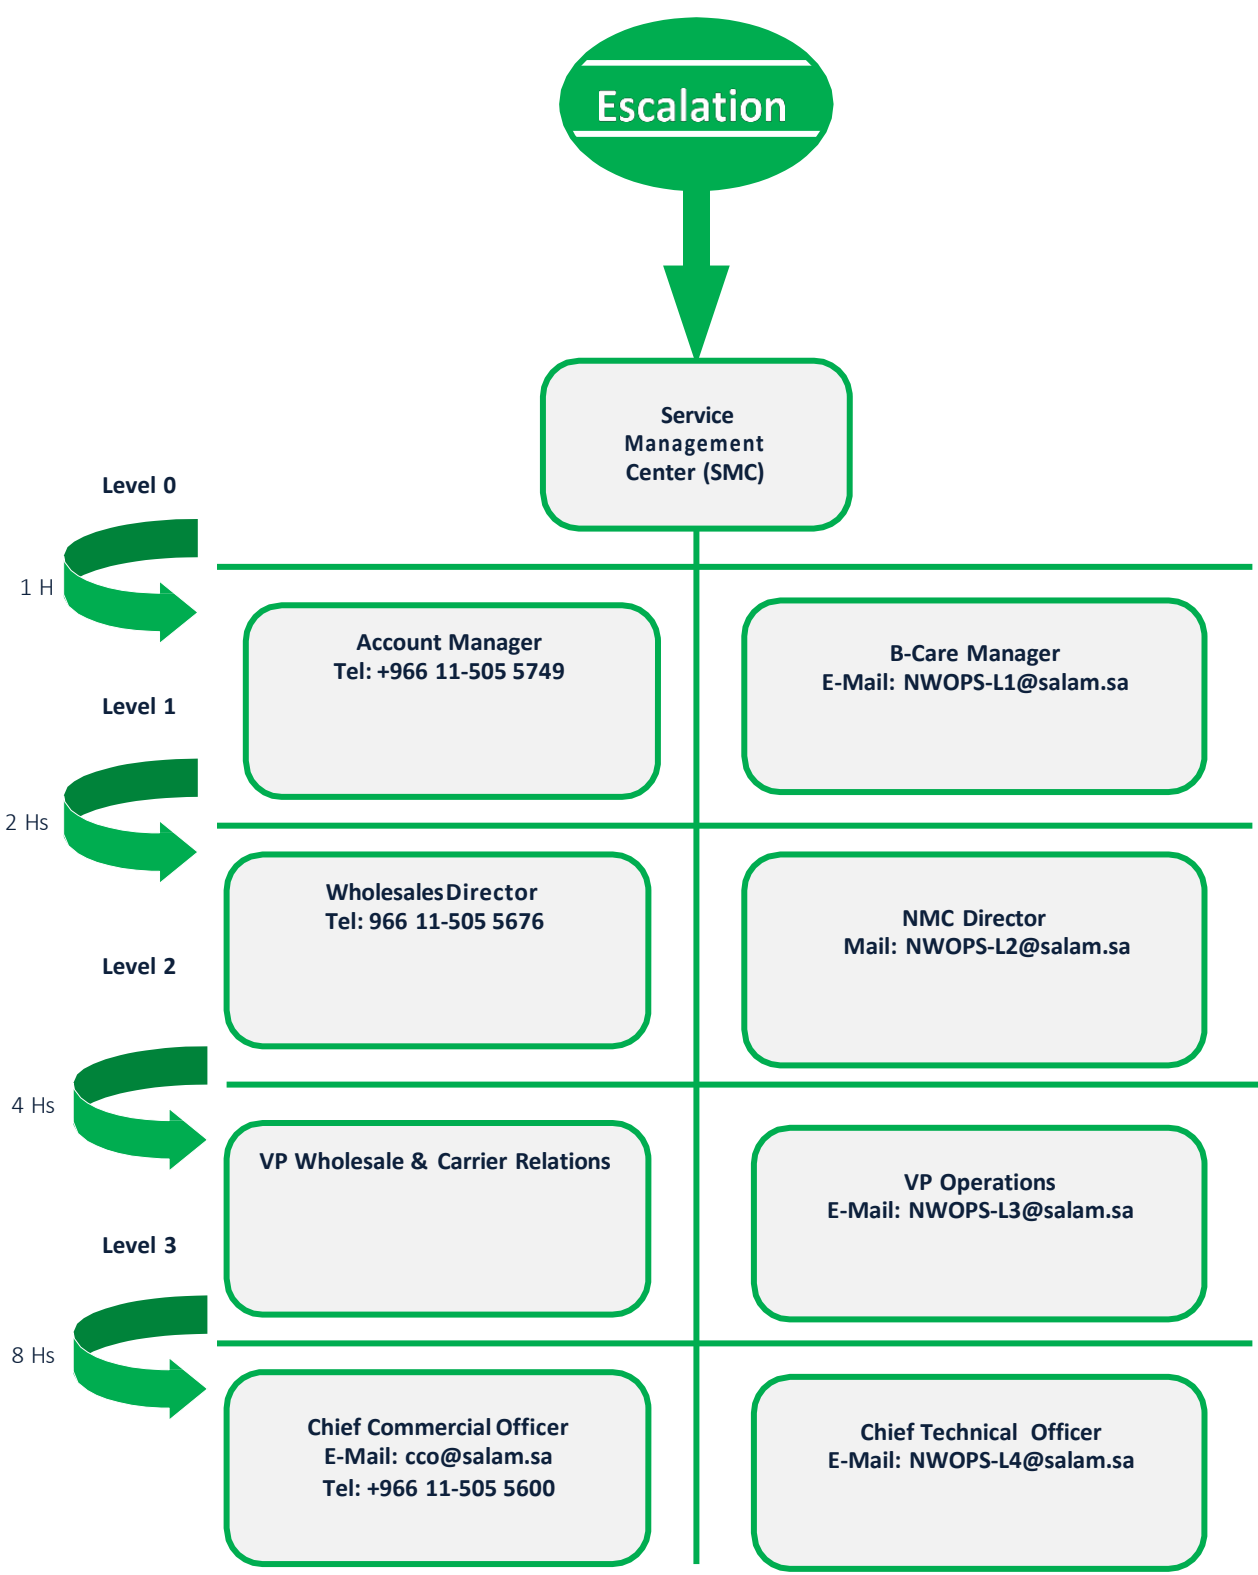 Escalation
Service
Management
Center (SMC)
Level 0
1 H
Account Manager
Tel: +966 11-505 5749
B-Care Manager
E-Mail: NWOPS-L1@salam.sa
Level 1
2 Hs
Wholesales Director
Tel: 966 11-505 5676
NMC Director
Mail: NWOPS-L2@salam.sa
Level 2
4 Hs
VP Wholesale & Carrier Relations
VP Operations
E-Mail: NWOPS-L3@salam.sa
Level 3
8 Hs
Chief Commercial Officer
E-Mail: cco@salam.sa
Tel: +966 11-505 5600
Chief Technical Officer
E-Mail: NWOPS-L4@salam.sa